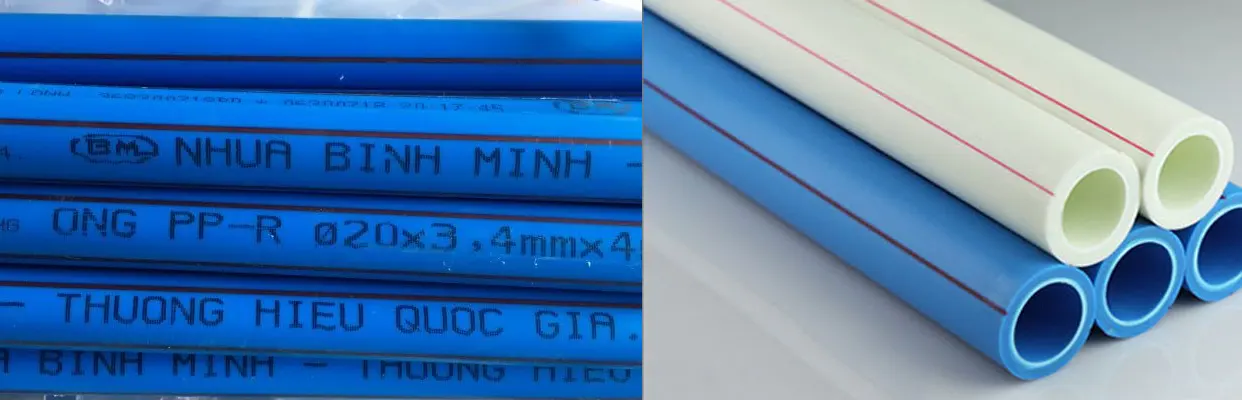 BM NHUA BINH MINH -
ONG PP-R ø20x3,4mmx4
- THUONG HIEU QUOC GIA.
BINH MINH - THUONG HIEU